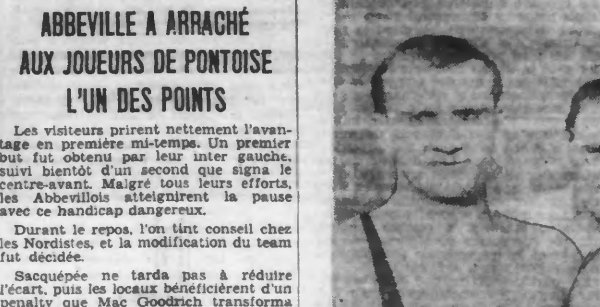 ABBEVILLE A ARRACHÉ
AUX JOUEURS DE PONTOISE
L'UN DES POINTS
Les visiteurs prirent nettement l'avan-
tage en première mi-temps. Un premier
but fut obtenu par leur inter gauche,
suivi bientôt d'un second que signa le
centre-avant. Malgré tous leurs efforts,
les Abbevillois atteignirent la pause
avec ce handicap dangereux.
Durant le repos, l'on tint conseil chez
les Nordistes, et la modification du team
fut décidée.
Sacquépée ne tarda pas à réduire
l'écart, puis les locaux bénéficièrent d'un
penalty que Mac Goodrich transforma